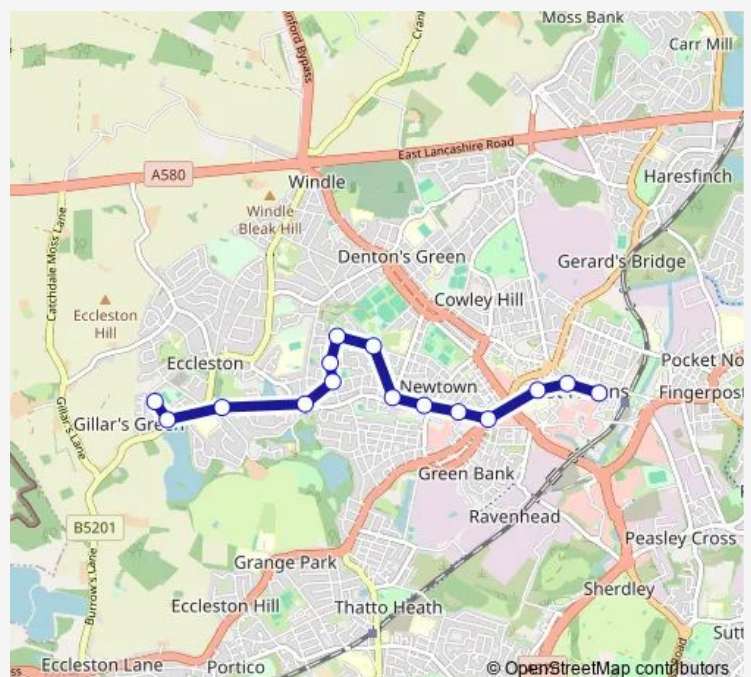 Moss Bank
Carr Mill
East Lancashire Road
A580
Windle
Haresfinch
Windle
Bleak Hill
Catchdale Moss Lane
Denton's Green
Gerard's Bridge
Cowley Hill
Eccleston
Hill
Eccleston
Pocket No
Newtown
Fingerpost
Gillar's Lane
Gillar's Green
Green Bank
Ravenhead
B5201
Peasley Cross
Grange Park
Burrow's Lane
Sherdley
Eccleston Hill
Thatto Heath
Sutt
Eccleston Lane
Portico
© OpenStreetMap contributors